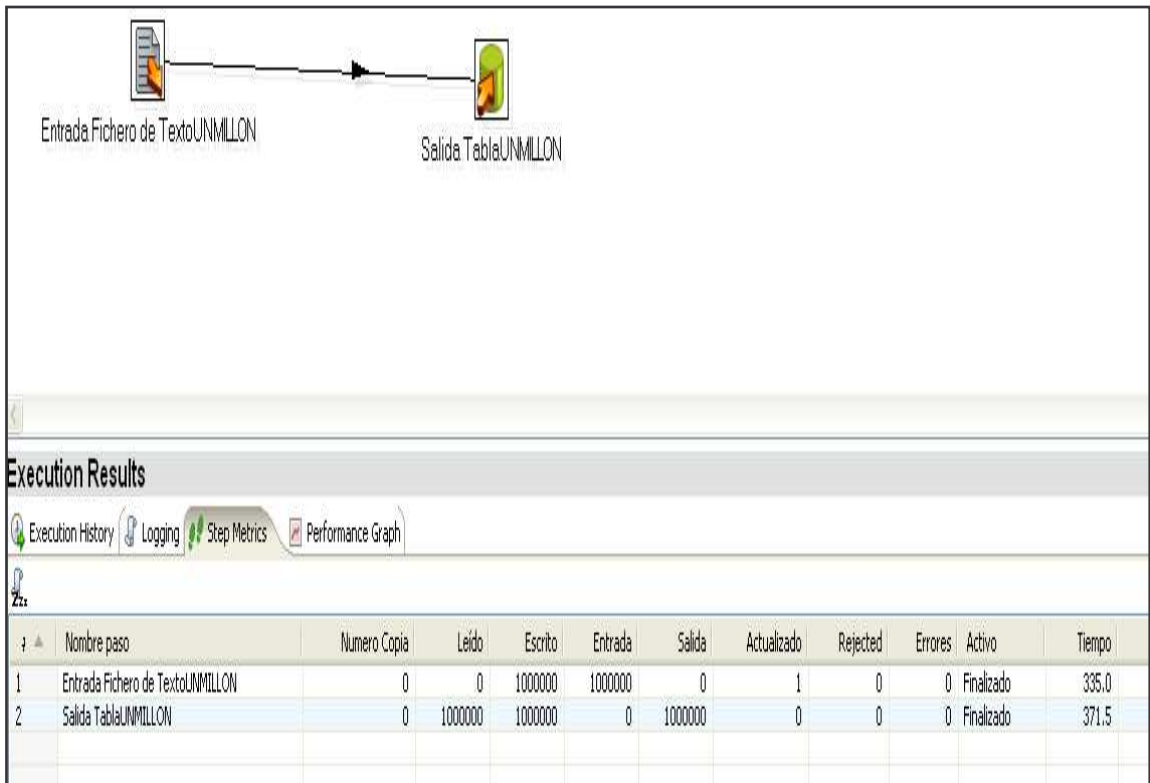 Entrada Fichero de TextoUNMILLON
Salida TablaUNMILLON
Execution Results
Execution History Logging Step Metrics Performance Graph
Nombre paso Numero Copia Leído Escrito Entrada Salida Actualizado Rejected Errores Activo Tiempo
1 Entrada Fichero de TextoUNMILLON 0 0 1000000 1000000 0 1 0 0 Finalizado 335.0
2 Salida TablaUNMILLON 0 1000000 1000000 0 1000000 0 0 0 Finalizado 371.5